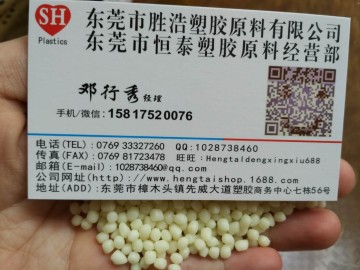 SH
Plastics
东莞市胜浩塑胶原料有限公司
东莞市恒泰塑胶原料经营部
邓行秀 经理
手机/微信: 15817520076
电话(TEL): 0769 33327260 QQ:1028738460
传真(FAX) 0769 81723478 旺旺: Hengtaidengxingxiu688
邮箱(E-MAIL): 1028738460@qq.com
公司网址(http)://www.hengtaishop.1688.com
地址(ADD):东莞市樟木头镇先威大道塑胶商务中心七栋56号